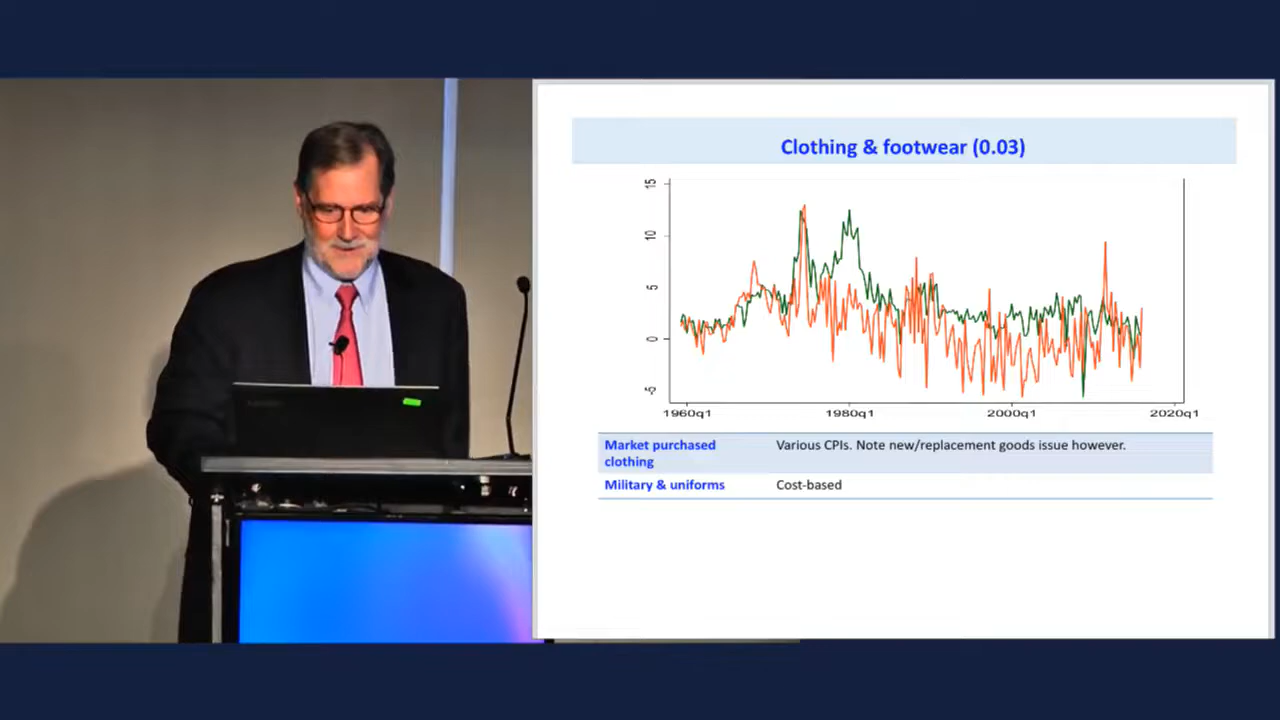 Clothing & footwear (0.03)
15
10
5
0
-5
1960q1 1980q1 2000q1 2020q1
Market purchased Various CPIs. Note new/replacement goods issue however.
clothing
Military & uniforms Cost-based